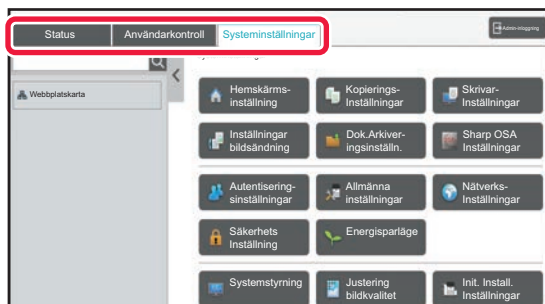 Status
Användarkontroll
Systeminställningar
Admin-inloggning
Webbplatskarta
Hemskärms-
inställning
Kopierings-
Inställningar
Skrivar-
Inställningar
Inställningar
bildsändning
Dok.Arkiver-
ingsinställn.
Sharp OSA
Inställningar
Autentisering-
sinställningar
Allmänna
inställningar
Nätverks-
Inställningar
Säkerhets
Inställning
Energisparläge
Systemstyrning
Justering
bildkvalitet
Init. Install.
Inställningar